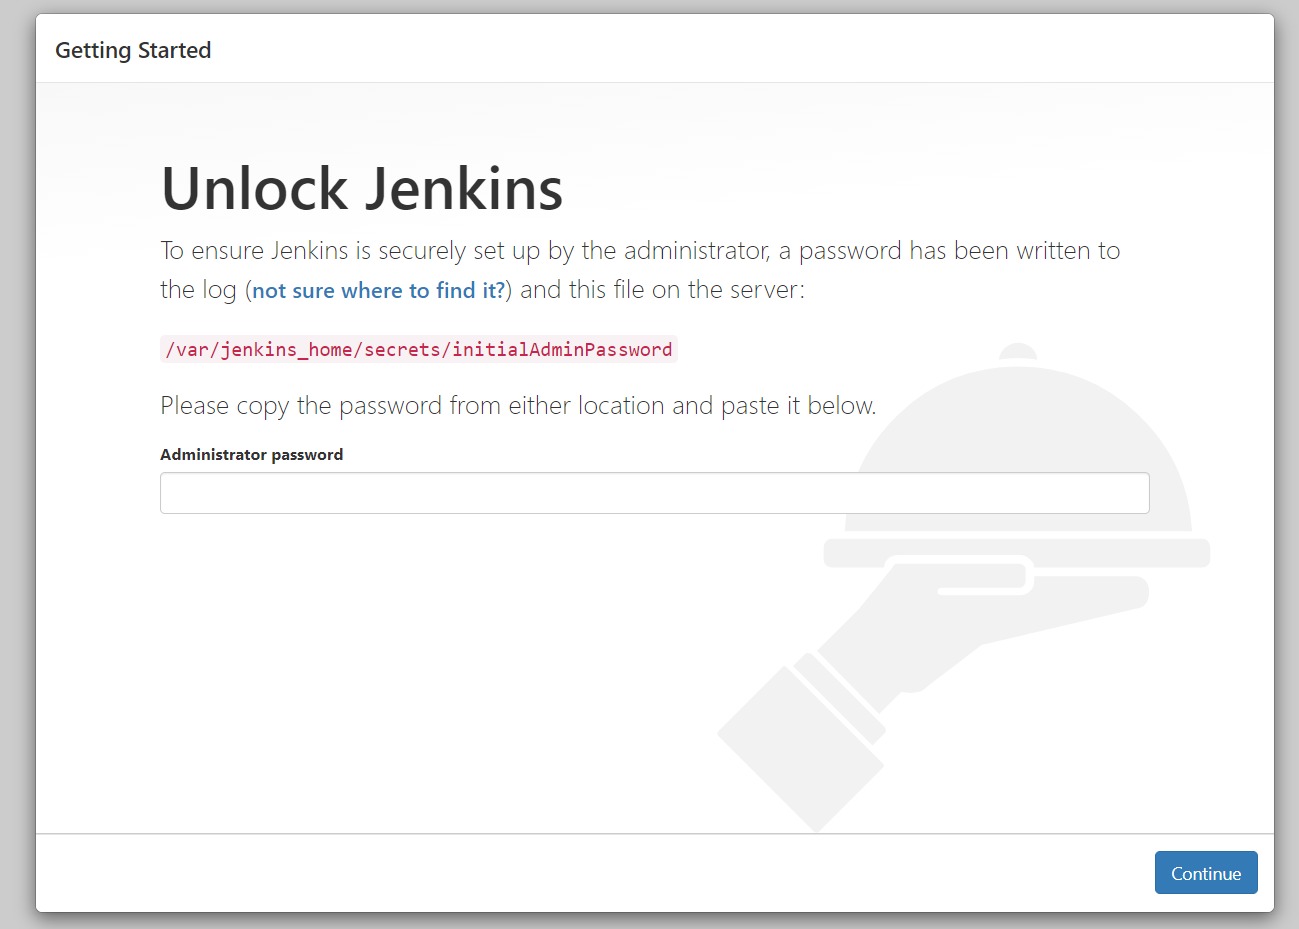 Getting Started
Unlock Jenkins
To ensure Jenkins is securely set up by the administrator, a password has been written to
the log (not sure where to find it?) and this file on the server:
/var/jenkins_home/secrets/initialAdminPassword
Please copy the password from either location and paste it below.
Administrator password
Continue